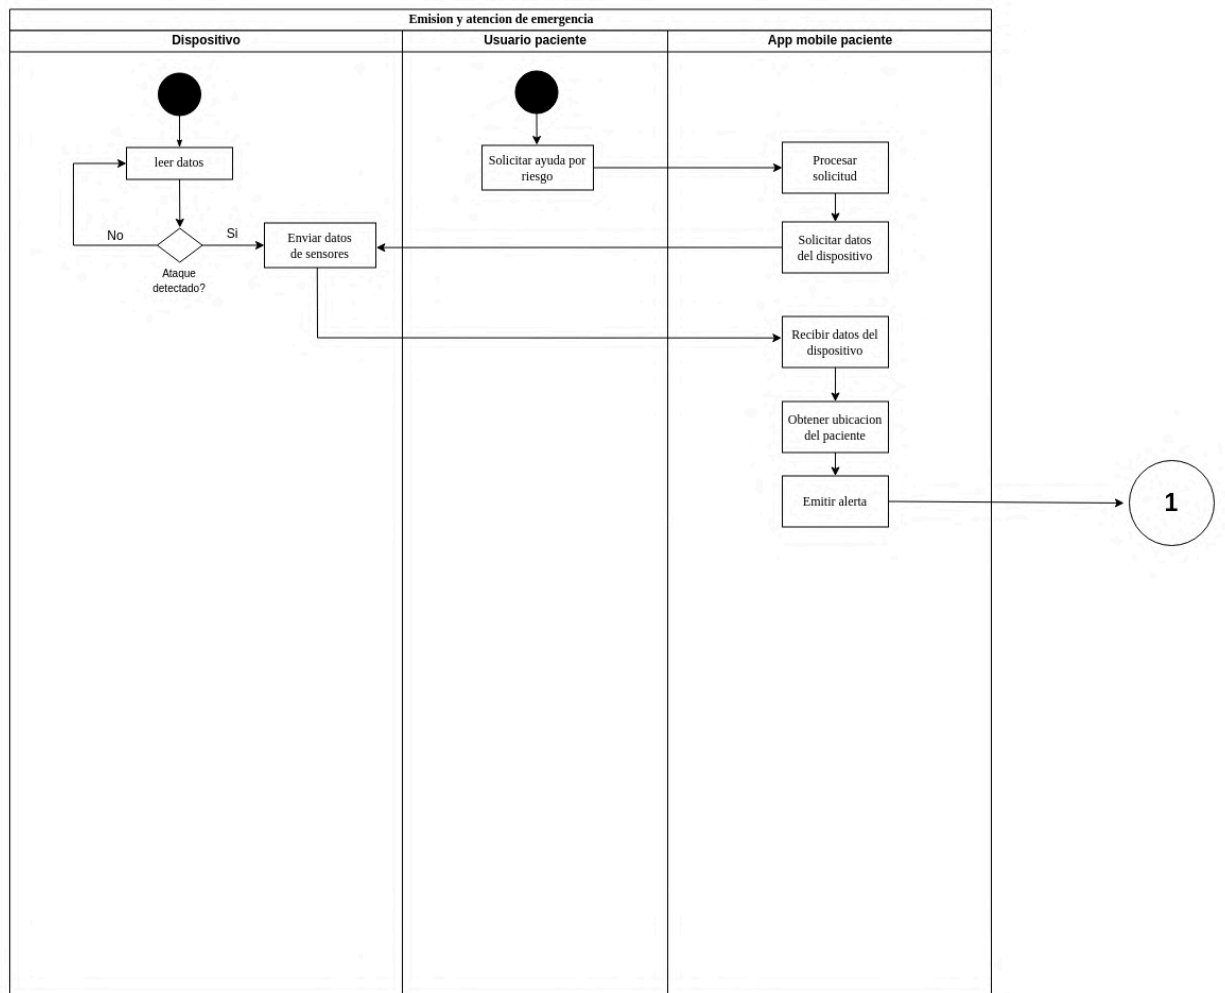 Emision y atencion de emergencia
Dispositivo
Usuario paciente
App mobile paciente
leer datos
No
Si
Ataque
detectado?
Enviar datos
de sensores
Solicitar ayuda por
riesgo
Procesar
solicitud
Solicitar datos
del dispositivo
Recibir datos del
dispositivo
Obtener ubicacion
del paciente
Emitir alerta
1